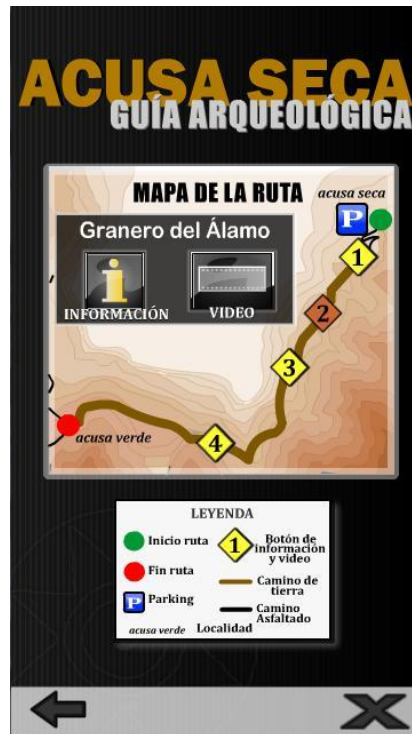 ACUSA SECA
GUÍA ARQUEOLÓGICA
MAPA DE LA RUTA
acusa seca
P
Granero del Álamo
i
INFORMACIÓN
VIDEO
1
2
3
4
acusa verde
LEYENDA
Inicio ruta
Fin ruta
P Parking
acusa verde Localidad
1
Botón de
información
y video
Camino de
tierra
Camino
Asfaltado